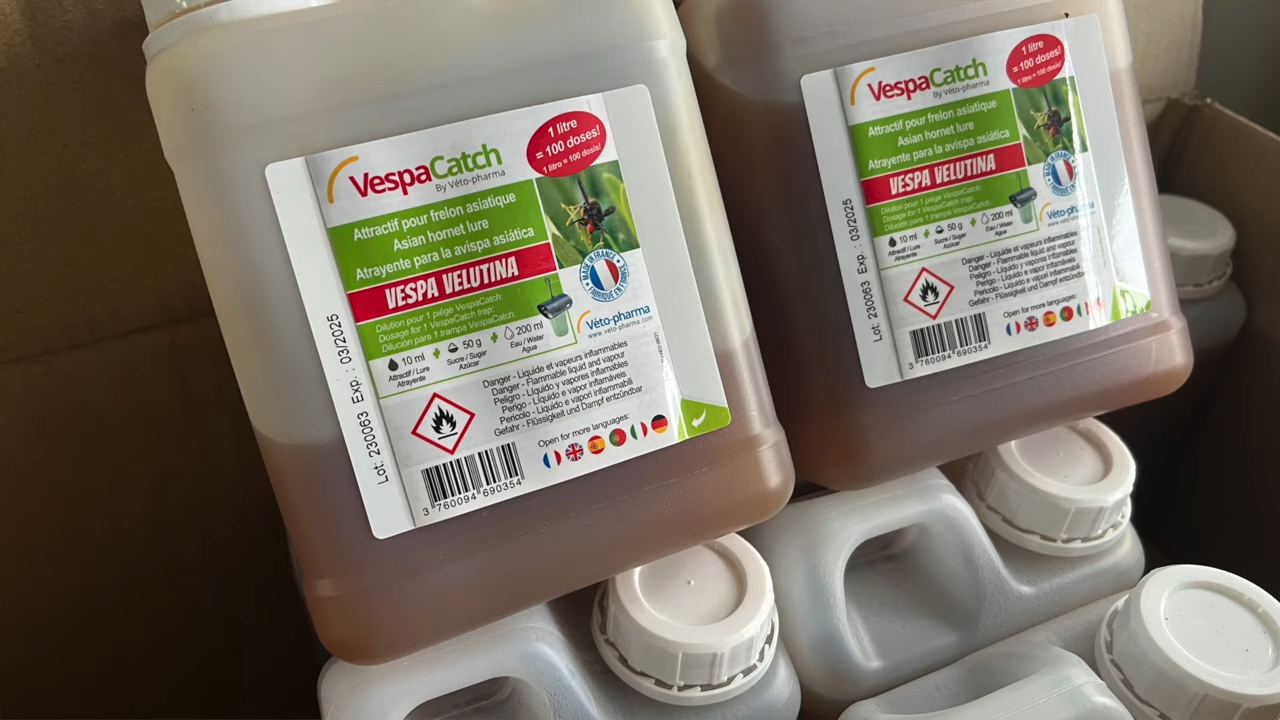 VespaCatch
By Véto-pharma
1 litre
= 100 doses!
1 litro = 100 dosis!
Attractif pour frelon asiatique
Asian hornet lure
Atrayente para la avispa asiática
VESPA VELUTINA
MADE IN FRANCE
FABRIQUÉ EN FRANCE
Dilution pour 1 piège VespaCatch:
Dosage for 1 VespaCatch trap:
Dilución para 1 trampa VespaCatch:
10 ml + 50 g + 200 ml
Attractif / Lure
Atrayente
Sucre / Sugar
Azúcar
Eau / Water
Agua
Véto-pharma
www.veto-pharma.com
Danger - Liquide et vapeurs inflammables
Danger - Flammable liquid and vapour
Peligro - Líquido y vapores inflamables
Perigo - Líquido e vapor inflamáveis
Pericolo - Liquido e vapori infiammabili
Gefahr - Flüssigkeit und Dampf entzündbar
Open for more languages:
3 760094 690354
Lot: 230063 Exp. : 03/2025
VespaCatch
By Véto-pharma
1 litre
= 100 doses!
1 litro = 100 dosis!
Attractif pour frelon asiatique
Asian hornet lure
Atrayente para la avispa asiática
VESPA VELUTINA
Dilution pour 1 piège VespaCatch:
Dosage for 1 VespaCatch trap:
Dilución para 1 trampa VespaCatch:
10 ml + 50 g + 200 ml
Attractif / Lure
Atrayente
Sucre / Sugar
Azúcar
Eau / Water
Agua
Véto-pharma
Danger - Liquide et vapeurs inflammables
Danger - Flammable liquid and vapour
Peligro - Líquido y vapores inflamables
Perigo - Líquido e vapor inflamáveis
Pericolo - Liquido e vapori infiammabili
Gefahr - Flüssigkeit und Dampf entzündbar
Open for more languages:
3 760094 690354
Lot: 230063 Exp. : 03/2025